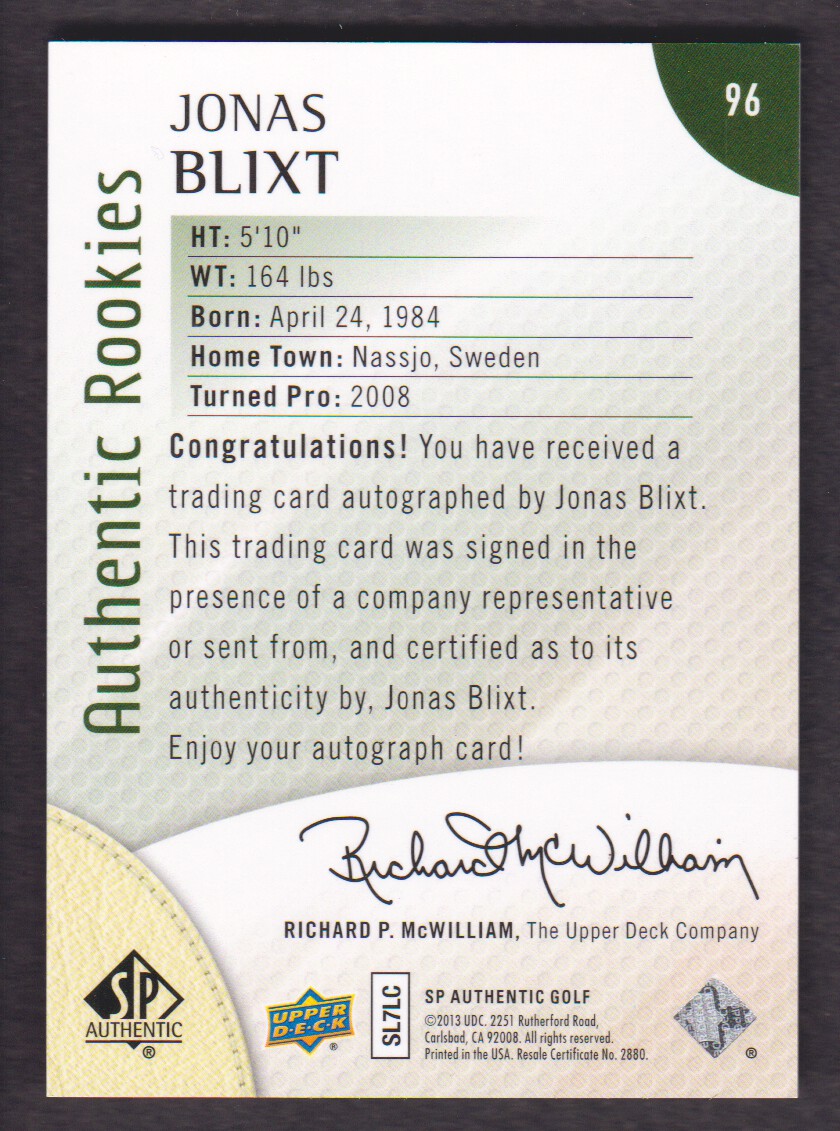 96
JONAS
BLIXT
Authentic Rookies
HT: 5'10"
WT: 164 lbs
Born: April 24, 1984
Home Town: Nassjo, Sweden
Turned Pro: 2008
Congratulations! You have received a
trading card autographed by Jonas Blixt.
This trading card was signed in the
presence of a company representative
or sent from, and certified as to its
authenticity by, Jonas Blixt.
Enjoy your autograph card!
Richard McWilliam
RICHARD P. McWILLIAM, The Upper Deck Company
SP
AUTHENTIC
®
UPPER
D·E·C·K
®
SL7LC
SP AUTHENTIC GOLF
©2013 UDC. 2251 Rutherford Road,
Carlsbad, CA 92008. All rights reserved.
Printed in the USA. Resale Certificate No. 2880.
®